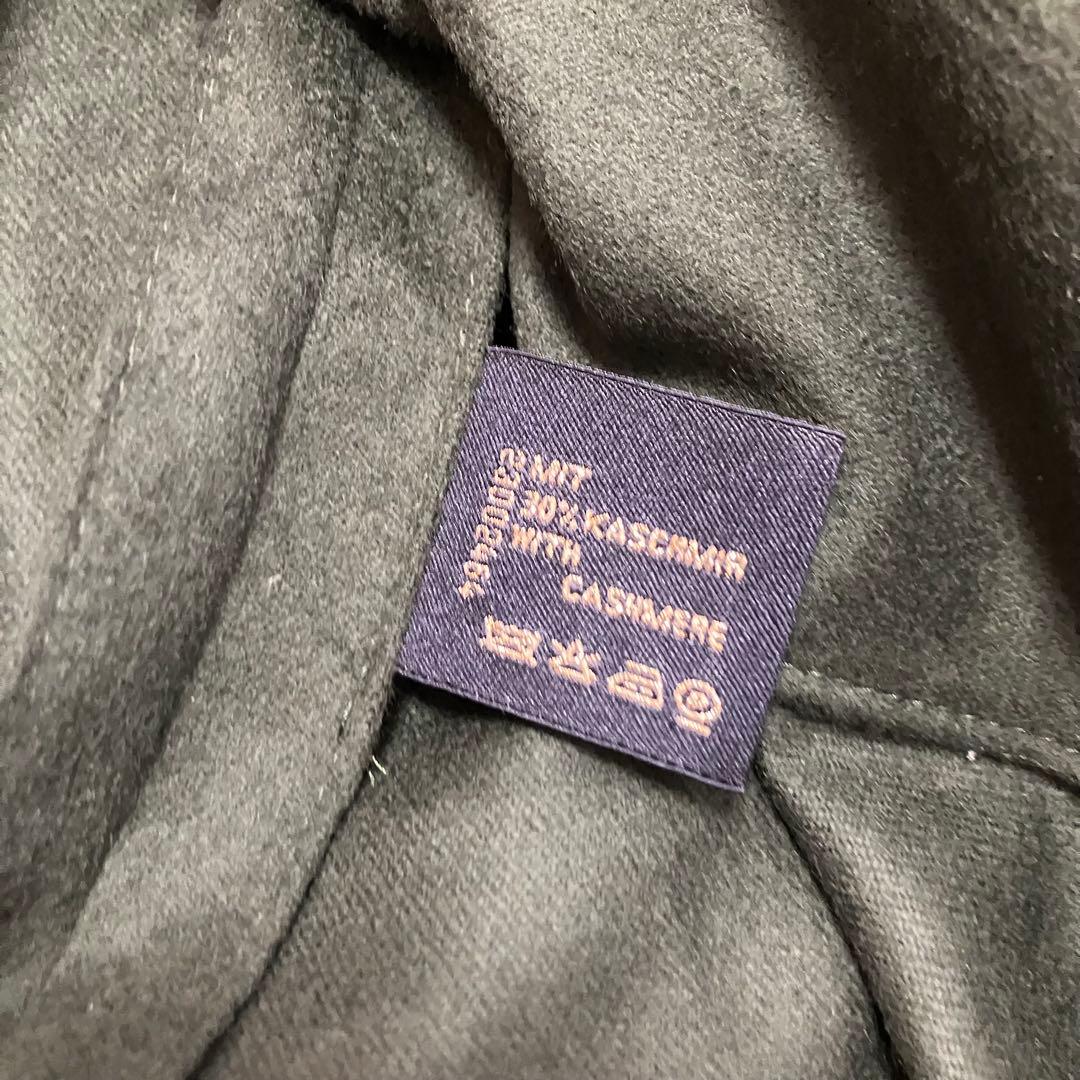 MIT
30% KASCHMIR
WITH
CASHMERE